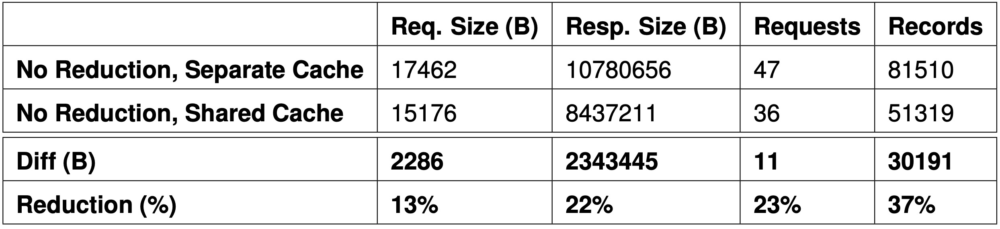 Req. Size (B) Resp. Size (B) Requests Records
No Reduction, Separate Cache 17462 10780656 47 81510
No Reduction, Shared Cache 15176 8437211 36 51319
Diff (B) 2286 2343445 11 30191
Reduction (%) 13% 22% 23% 37%